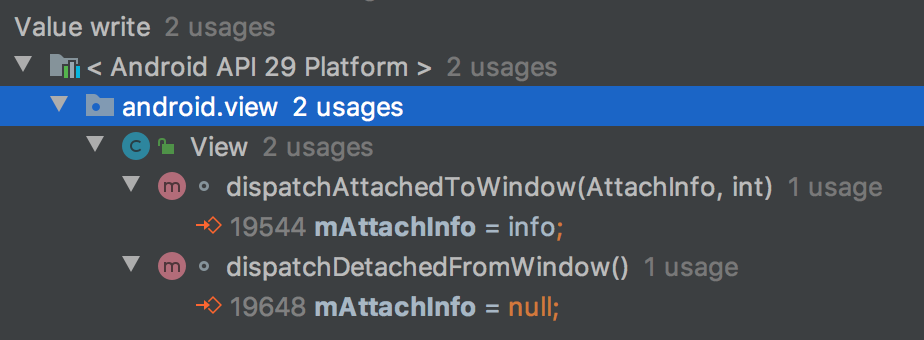 Value write 2 usages
< Android API 29 Platform > 2 usages
android.view 2 usages
C View 2 usages
m dispatchAttachedToWindow(AttachInfo, int) 1 usage
19544 mAttachInfo = info;
m dispatchDetachedFromWindow() 1 usage
19648 mAttachInfo = null;